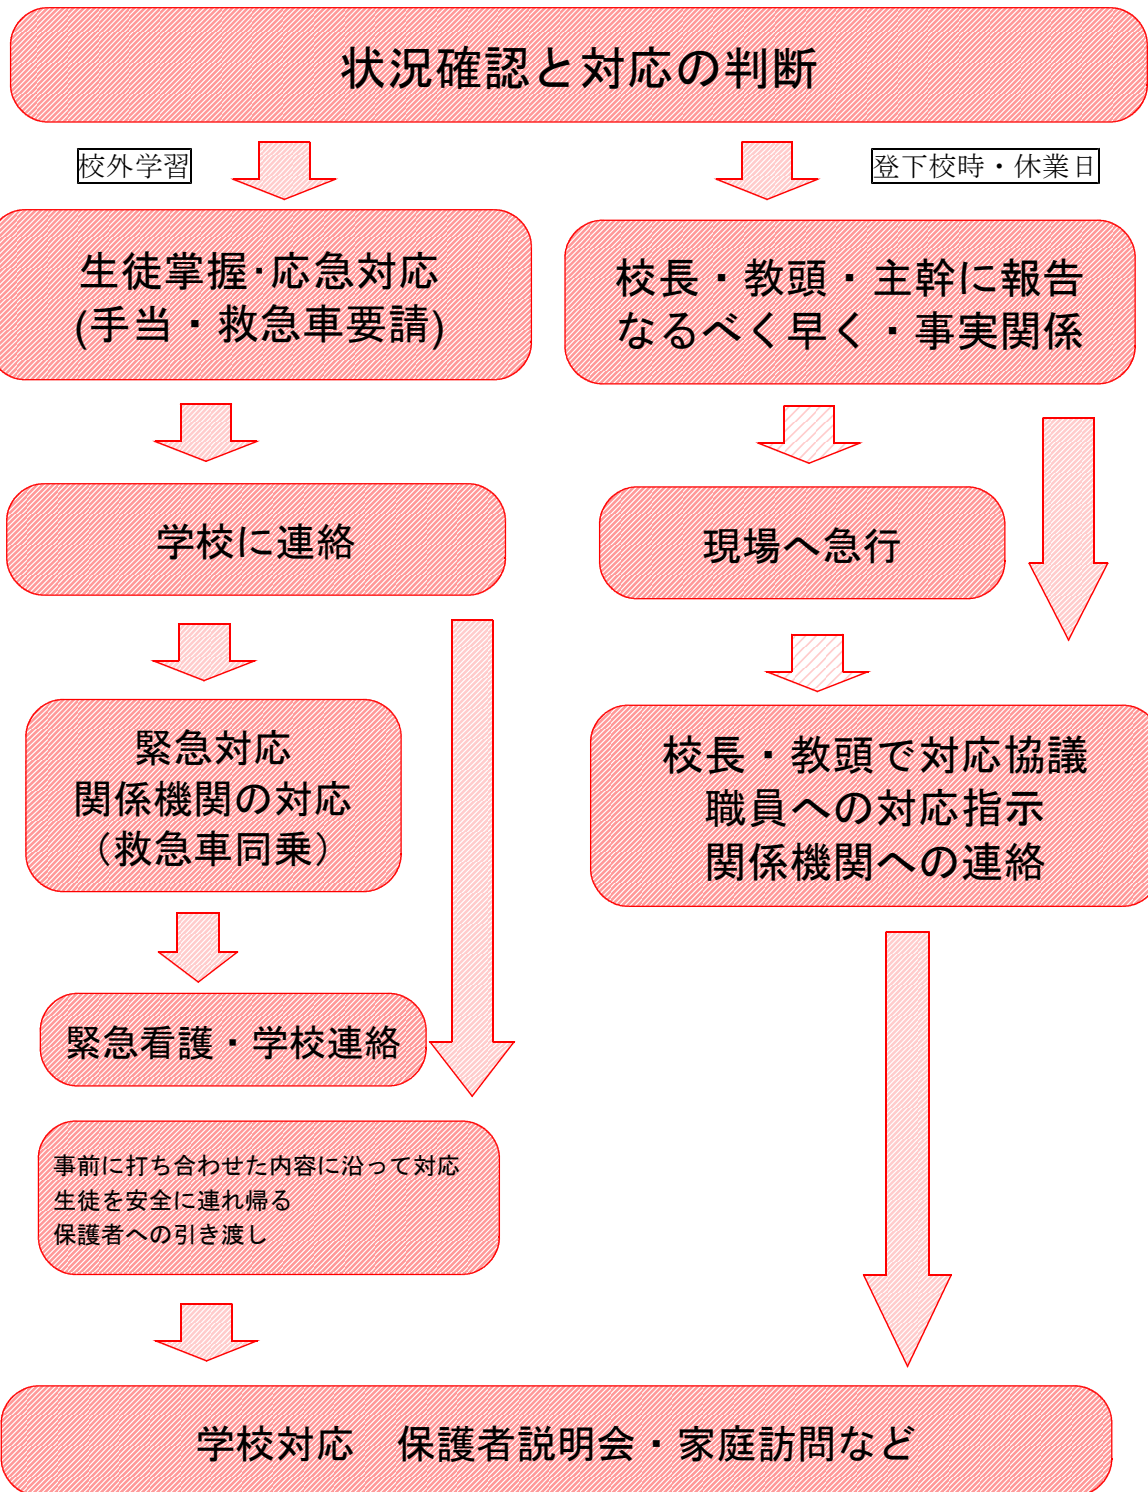 状況確認と対応の判断
校外学習
登下校時・休業日
生徒掌握･応急対応
(手当・救急車要請)
校長・教頭・主幹に報告
なるべく早く・事実関係
学校に連絡
現場へ急行
緊急対応
関係機関の対応
（救急車同乗）
校長・教頭で対応協議
職員への対応指示
関係機関への連絡
緊急看護・学校連絡
事前に打ち合わせた内容に沿って対応
生徒を安全に連れ帰る
保護者への引き渡し
学校対応　保護者説明会・家庭訪問など